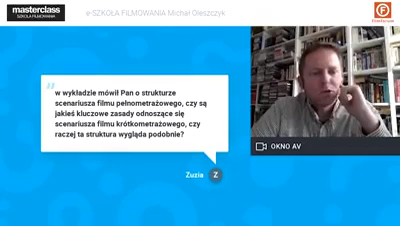 masterclass
SZKOŁA FILMOWANIA
e-SZKOŁA FILMOWANIA Michał Oleszczyk
w wykładzie mówił Pan o strukturze
scenariusza filmu pełnometrażowego, czy są
jakieś kluczowe zasady odnoszące się
scenariusza filmu krótkometrażowego, czy
raczej ta struktura wygląda podobnie?
Zuzia
Z
OKNO AV